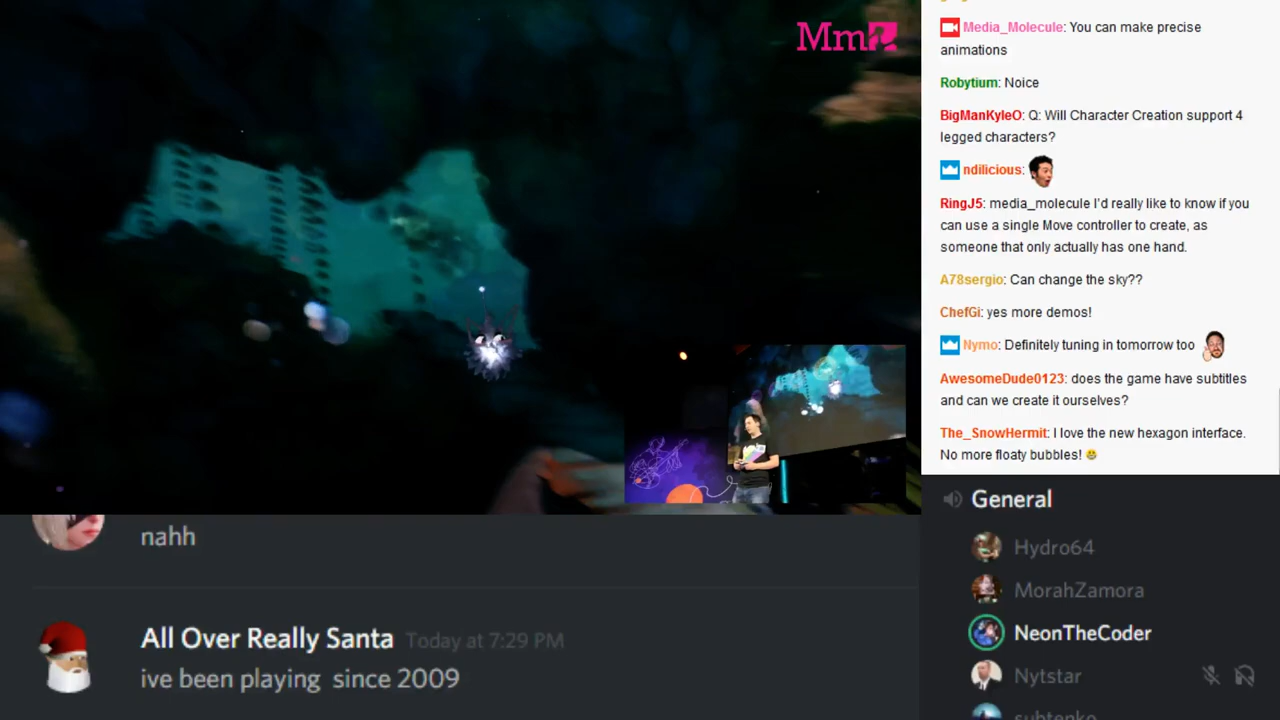 Mm
Media_Molecule: You can make precise
animations
Robytium: Noice
BigManKyleO: Q: Will Character Creation support 4
legged characters?
ndilicious:
RingJ5: media_molecule I'd really like to know if you
can use a single Move controller to create, as
someone that only actually has one hand.
A78sergio: Can change the sky??
ChefGi: yes more demos!
Nymo: Definitely tuning in tomorrow too
AwesomeDude0123: does the game have subtitles
and can we create it ourselves?
The_SnowHermit: I love the new hexagon interface.
No more floaty bubbles!
nahh
All Over Really Santa Today at 7:29 PM
ive been playing since 2009
General
Hydro64
MorahZamora
NeonTheCoder
Nytstar
subtenko